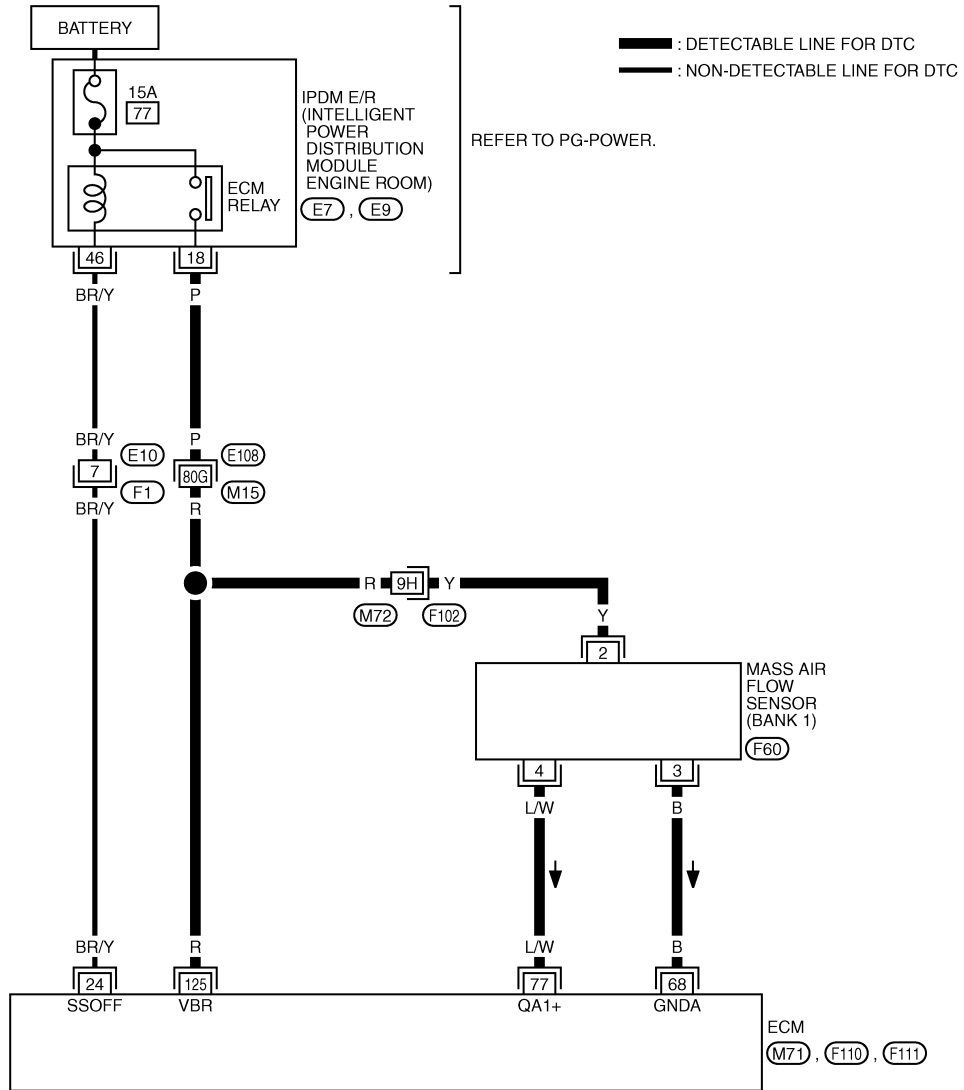 BATTERY
: DETECTABLE LINE FOR DTC
: NON-DETECTABLE LINE FOR DTC
15A
77
IPDM E/R
(INTELLIGENT
POWER
DISTRIBUTION
MODULE
ENGINE ROOM)
E7 , E9
REFER TO PG-POWER.
ECM
RELAY
46
18
BR/Y
P
BR/Y
P
7
E10
F1
80G
E108
M15
BR/Y
R
R
9H
Y
M72
F102
Y
2
MASS AIR
FLOW
SENSOR
(BANK 1)
F60
4
3
L/W
B
BR/Y
R
L/W
B
24
125
77
68
SSOFF
VBR
QA1+
GNDA
ECM
M71 , F110 , F111